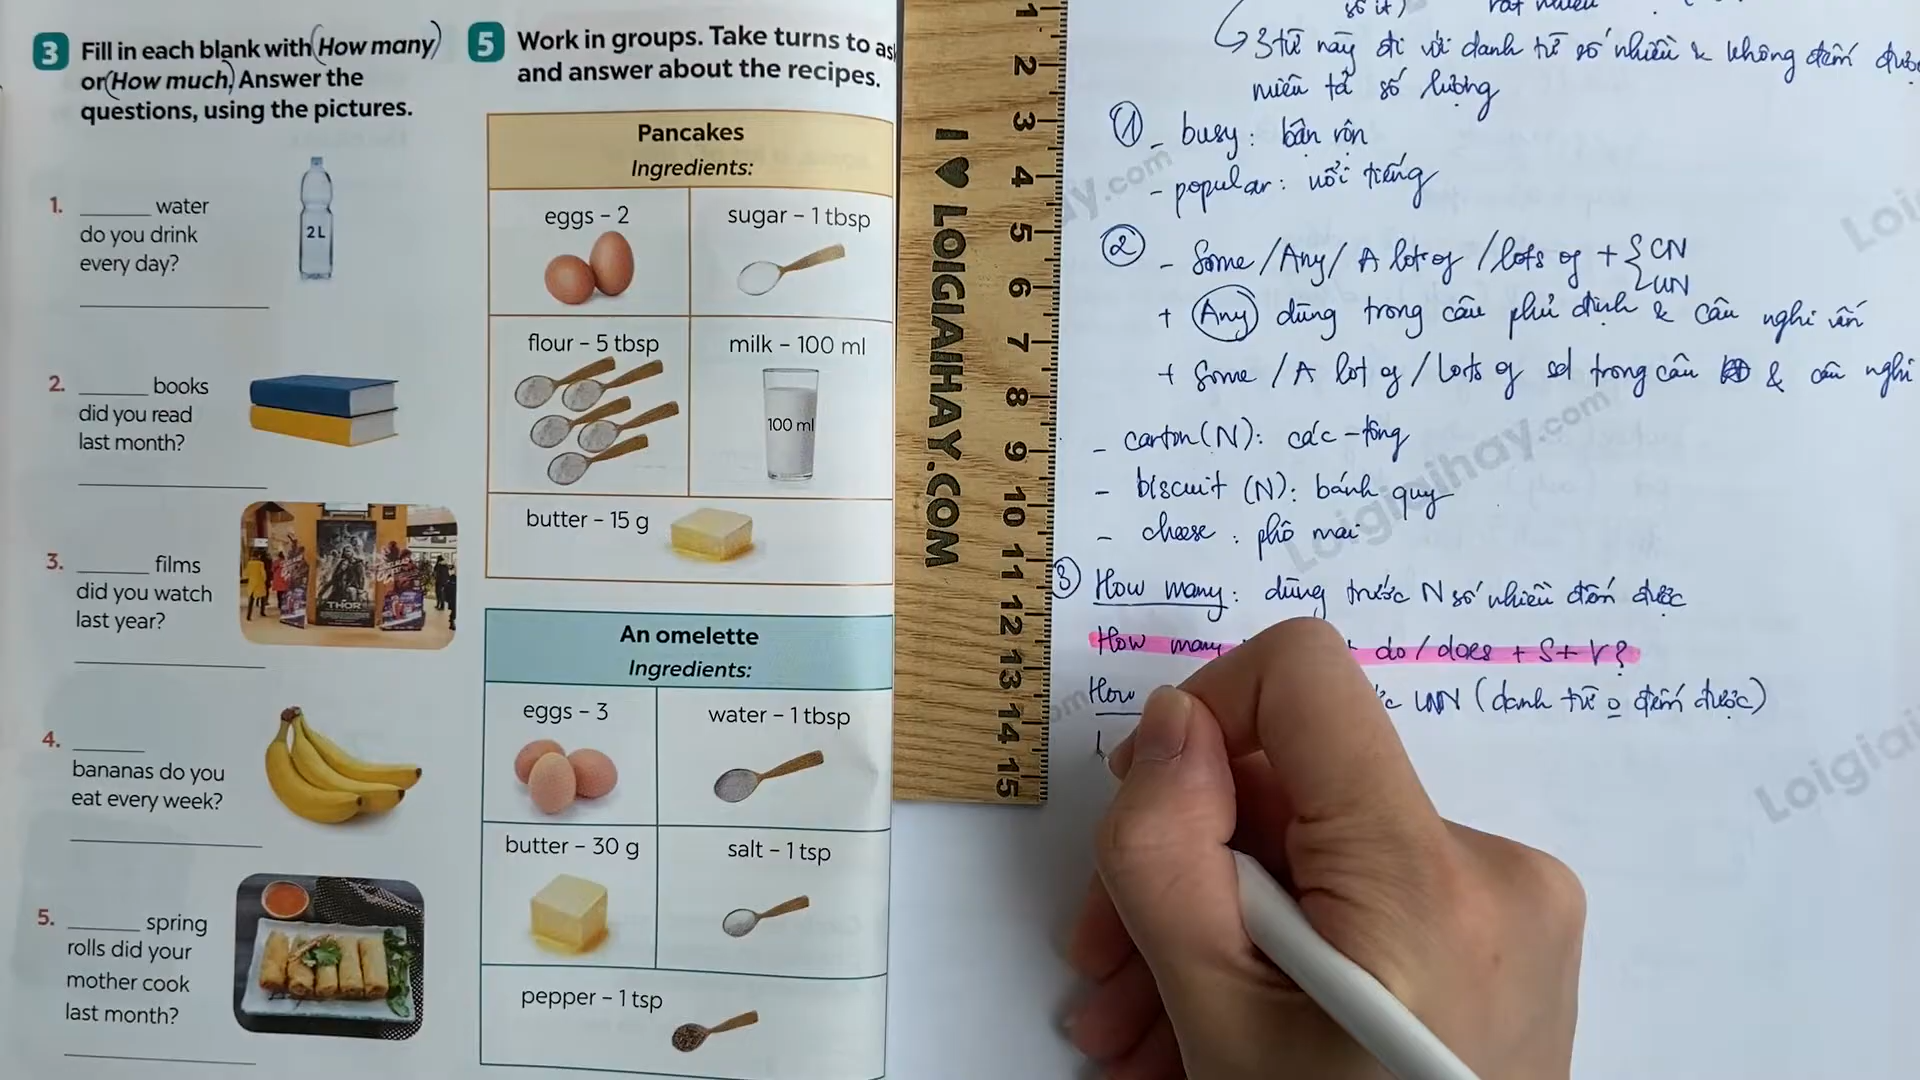 3 Fill in each blank with How many
or How much. Answer the
questions, using the pictures.
1. ______ water
do you drink
every day?
2L
2. ______ books
did you read
last month?
3. ______ films
did you watch
last year?
THOR
4. ______
bananas do you
eat every week?
5. ______ spring
rolls did your
mother cook
last month?
5 Work in groups. Take turns to as
and answer about the recipes.
Pancakes
Ingredients:
eggs – 2
sugar – 1 tbsp
flour – 5 tbsp
milk – 100 ml
100 ml
butter – 15 g
An omelette
Ingredients:
eggs – 3
water – 1 tbsp
butter – 30 g
salt – 1 tsp
pepper – 1 tsp
I LOIGIAIHAY.COM
1 2 3 4 5 6 7 8 9 10 11 12 13 14 15
số ít) rất nhiều
3 từ này đi với danh từ số nhiều & không đếm được
miêu tả số lượng
① - busy: bận rộn
- popular: nổi tiếng
② - Some / Any / A lot of / lots of + { CN
UN
+ Any dùng trong câu phủ định & câu nghi vấn
+ Some / A lot of / Lots of sd trong câu & câu nghi
- carton (N): các-tông
- biscuit (N): bánh quy
- cheese: phô mai
③ How many: dùng trước N số nhiều đếm được
How many do / does + S + V?
How UNN (danh từ o đếm được)
Loigiaihay.com